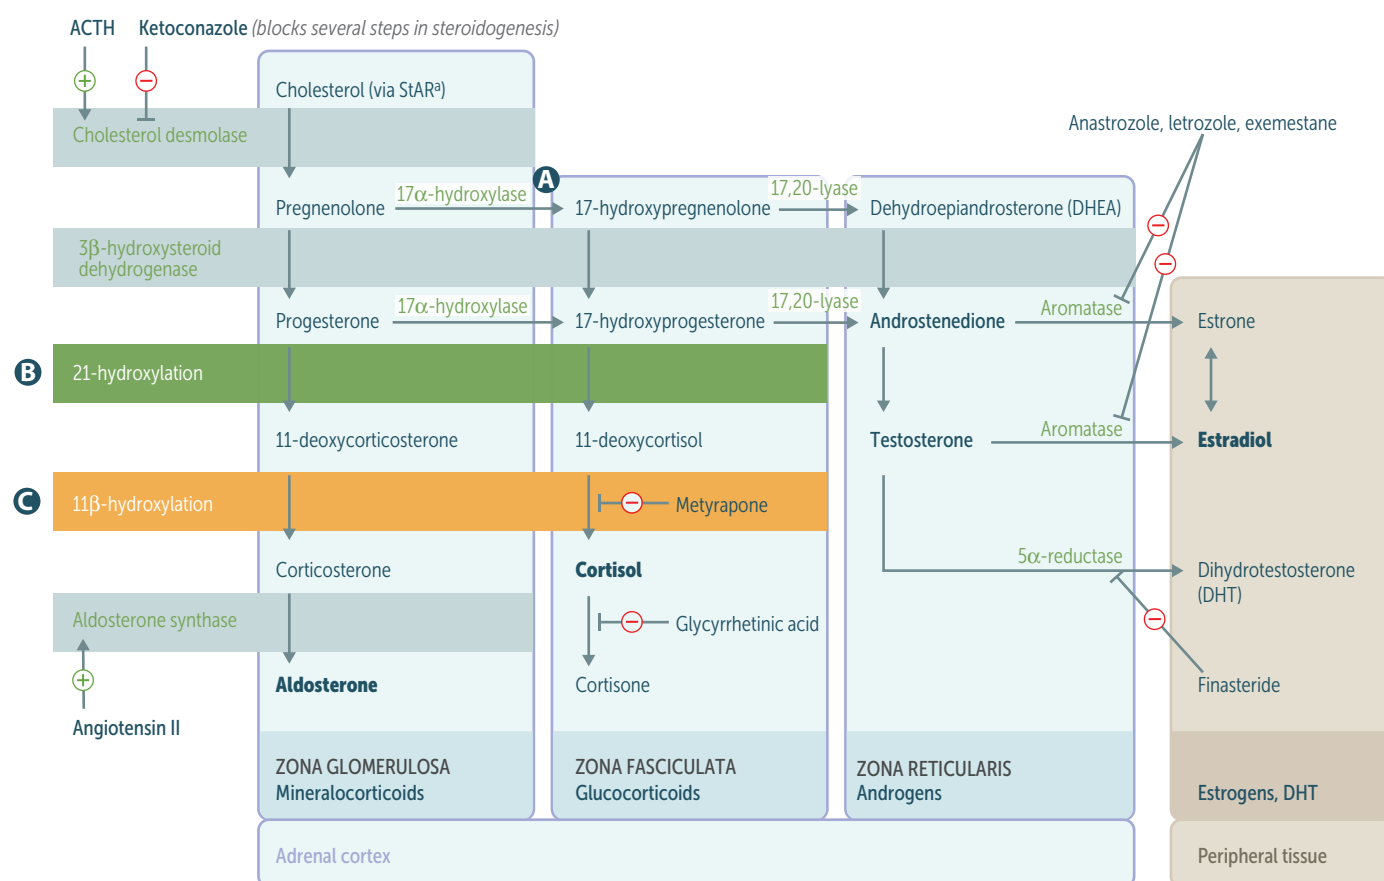 ACTH Ketoconazole (blocks several steps in steroidogenesis)
+ −
Cholesterol (via StARᵃ)
Cholesterol desmolase
Anastrozole, letrozole, exemestane
A
17α-hydroxylase 17,20-lyase
Pregnenolone 17-hydroxypregnenolone Dehydroepiandrosterone (DHEA)
−
3β-hydroxysteroid
dehydrogenase
−
17α-hydroxylase 17,20-lyase Aromatase
Progesterone 17-hydroxyprogesterone Androstenedione Estrone
B 21-hydroxylation
Aromatase
11-deoxycorticosterone 11-deoxycortisol Testosterone Estradiol
C 11β-hydroxylation − Metyrapone
5α-reductase
Corticosterone Cortisol Dihydrotestosterone
(DHT)
Aldosterone synthase − Glycyrrhetinic acid −
+
Aldosterone Cortisone Finasteride
Angiotensin II
ZONA GLOMERULOSA ZONA FASCICULATA ZONA RETICULARIS
Mineralocorticoids Glucocorticoids Androgens Estrogens, DHT
Adrenal cortex Peripheral tissue